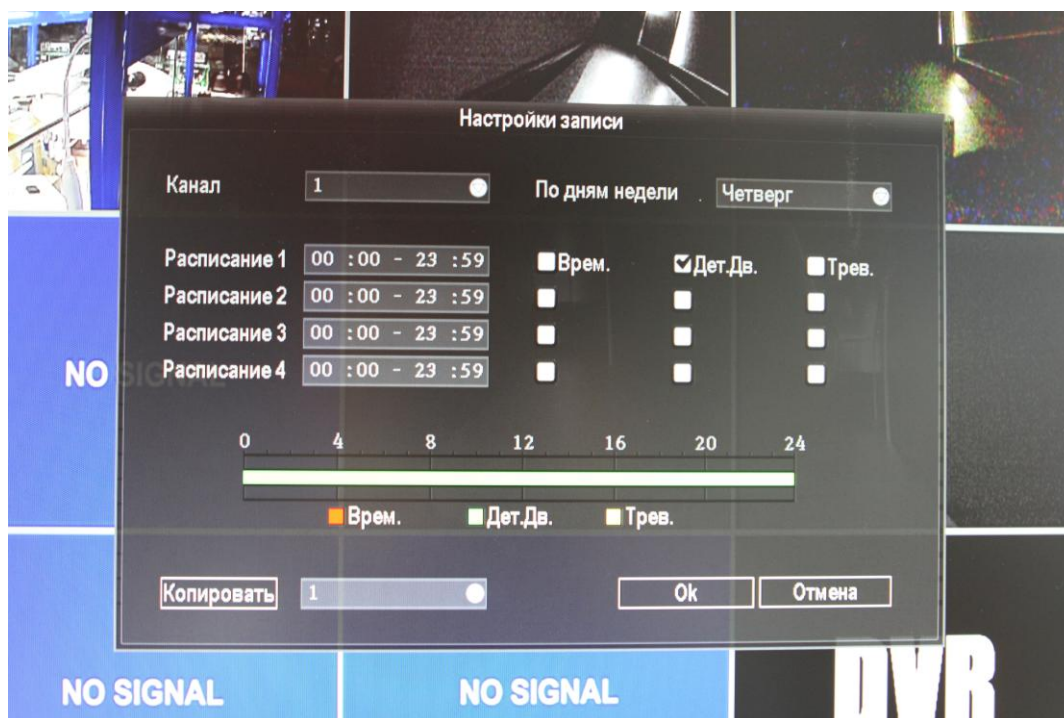 Настройки записи
Канал 1 По дням недели Четверг
Расписание 1 00 :00 - 23 :59 Врем. Дет.Дв. Трев.
Расписание 2 00 :00 - 23 :59
Расписание 3 00 :00 - 23 :59
Расписание 4 00 :00 - 23 :59
NO SIGNAL
0 4 8 12 16 20 24
Врем. Дет.Дв. Трев.
Копировать 1 Ok Отмена
DVR
NO SIGNAL NO SIGNAL